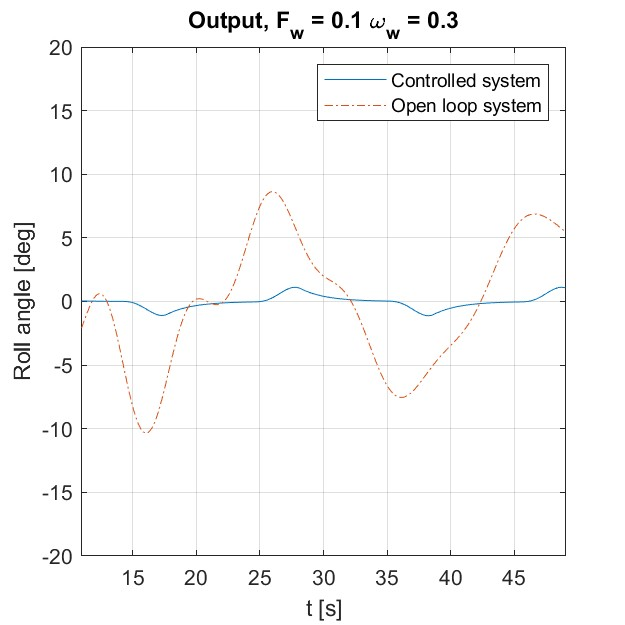 Output, F_w = 0.1 ω_w = 0.3
Controlled system
Open loop system
Roll angle [deg]
20
15
10
5
0
-5
-10
-15
-20
15 20 25 30 35 40 45
t [s]